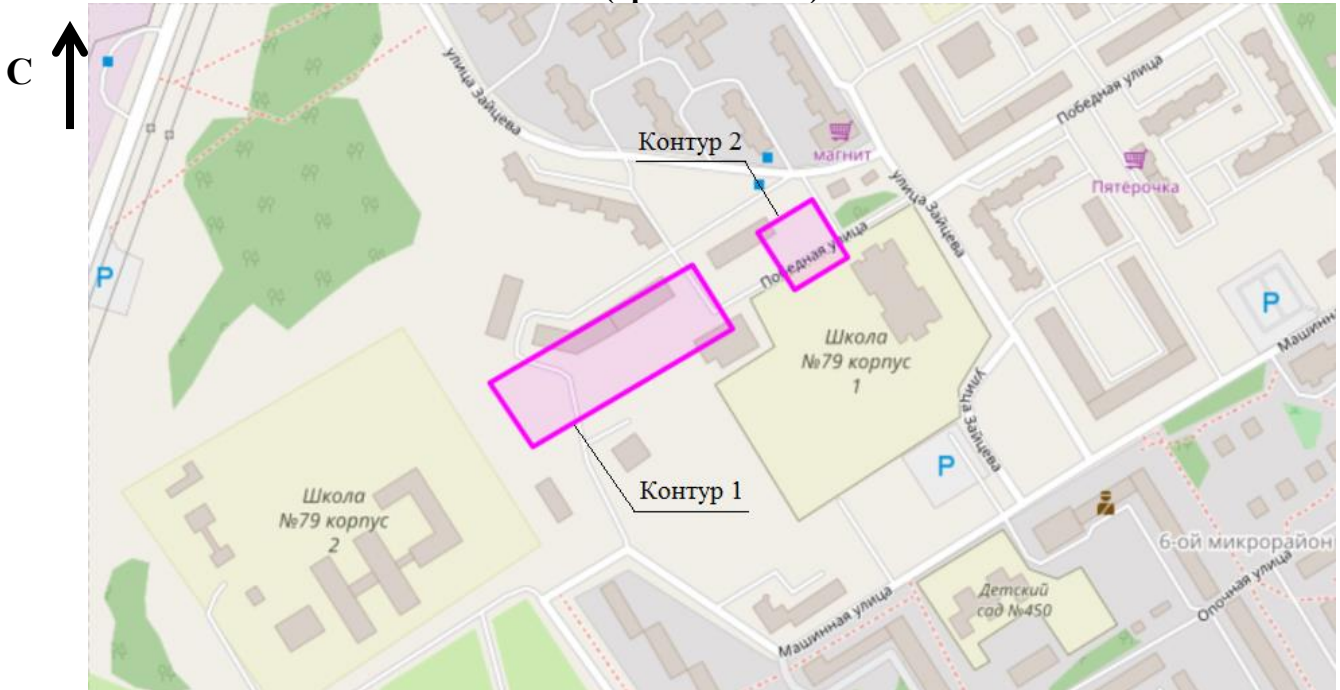 С
улица Зайцева
Победная улица
Контур 2
магнит
Пятёрочка
улица Зайцева
Победная улица
P
P
Школа
№79 корпус
1
Машинн
улица Зайцева
P
Контур 1
Школа
№79 корпус
2
6-ой микрорайон
Детский
сад №450
Опочная улица
Машинная улица